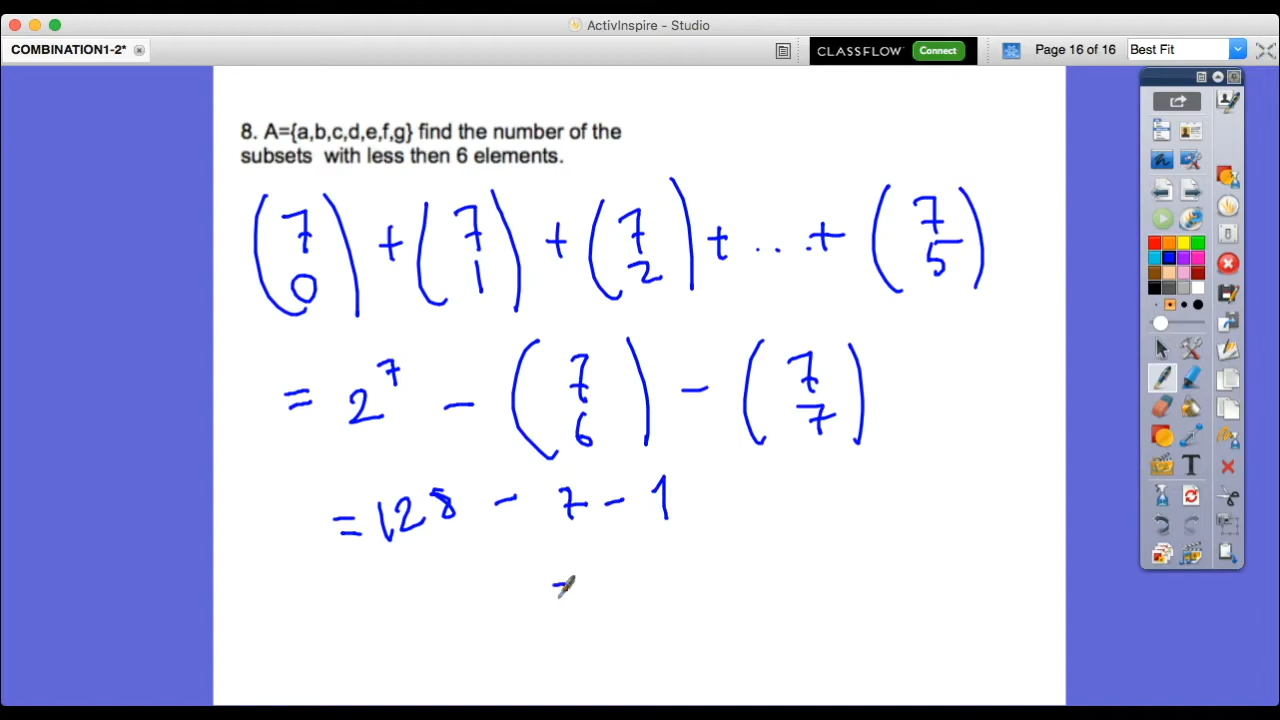 ActivInspire - Studio
COMBINATION1-2*
CLASSFLOW Connect
Page 16 of 16
Best Fit
8. A={a,b,c,d,e,f,g} find the number of the
subsets with less then 6 elements.
(7 0) + (7 1) + (7 2) + ... + (7 5)
= 2^7 - (7 6) - (7 7)
= 128 - 7 - 1
T